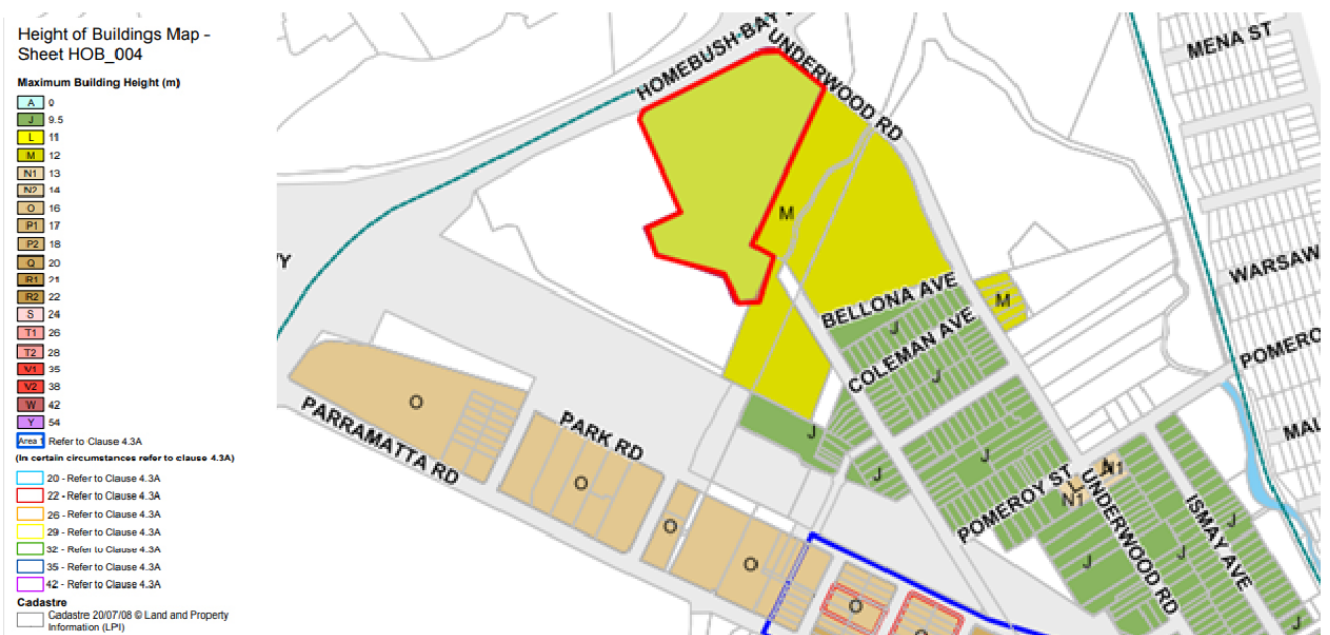 Height of Buildings Map -
Sheet HOB_004
Maximum Building Height (m)
A 9
J 9.5
L 11
M 12
N1 13
N2 14
O 16
P1 17
P2 18
Q 20
R1 21
R2 22
S 24
T1 26
T2 28
V1 35
V2 38
W 42
Y 54
Area 1 Refer to Clause 4.3A
(In certain circumstances refer to clause 4.3A)
20 - Refer to Clause 4.3A
22 - Refer to Clause 4.3A
26 - Refer to Clause 4.3A
29 - Refer to Clause 4.3A
32 - Refer to Clause 4.3A
35 - Refer to Clause 4.3A
42 - Refer to Clause 4.3A
Cadastre
Cadastre 20/07/08 © Land and Property
Information (LPI)
HOMEBUSH BAY
UNDERWOOD RD
MENA ST
M
VY
WARSAW
BELLONA AVE
M
J
COLEMAN AVE
POMERO
J
O
PARRAMATTA RD
PARK RD
J
MAL
J
J
O
POMEROY ST
N1
N1
UNDERWOOD RD
ISMAY AVE
J
O
O
J
J
O
J
O